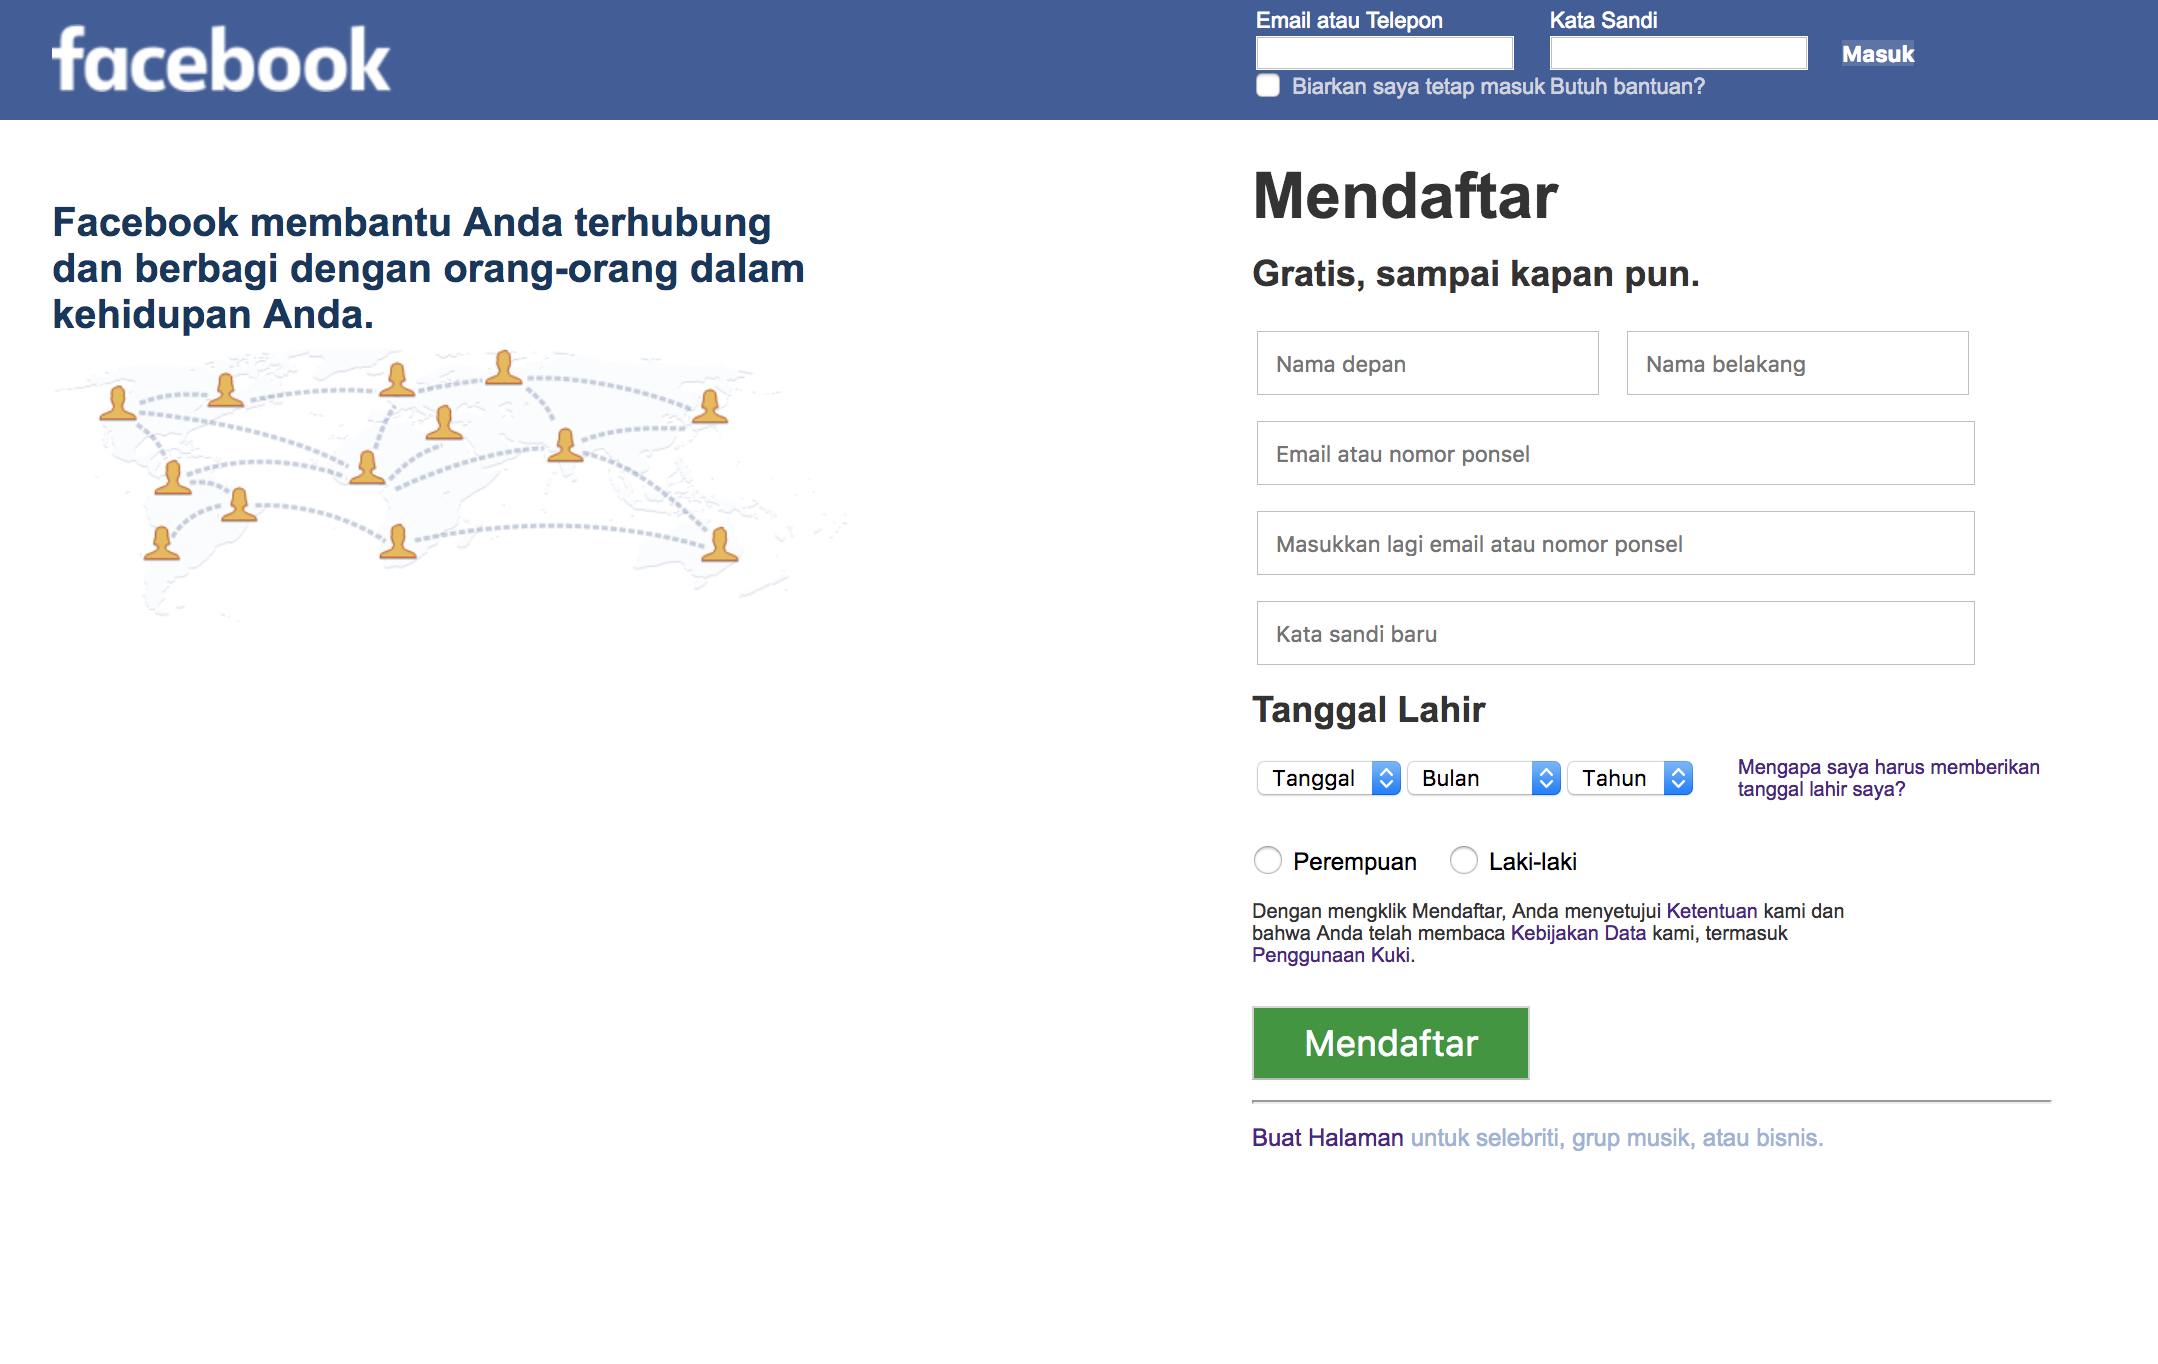 facebook
Email atau Telepon
Kata Sandi
Masuk
Biarkan saya tetap masuk
Butuh bantuan?
Facebook membantu Anda terhubung
dan berbagi dengan orang-orang dalam
kehidupan Anda.
Mendaftar
Gratis, sampai kapan pun.
Nama depan
Nama belakang
Email atau nomor ponsel
Masukkan lagi email atau nomor ponsel
Kata sandi baru
Tanggal Lahir
Tanggal
Bulan
Tahun
Mengapa saya harus memberikan
tanggal lahir saya?
Perempuan
Laki-laki
Dengan mengklik Mendaftar, Anda menyetujui Ketentuan kami dan
bahwa Anda telah membaca Kebijakan Data kami, termasuk
Penggunaan Kuki.
Mendaftar
Buat Halaman untuk selebriti, grup musik, atau bisnis.